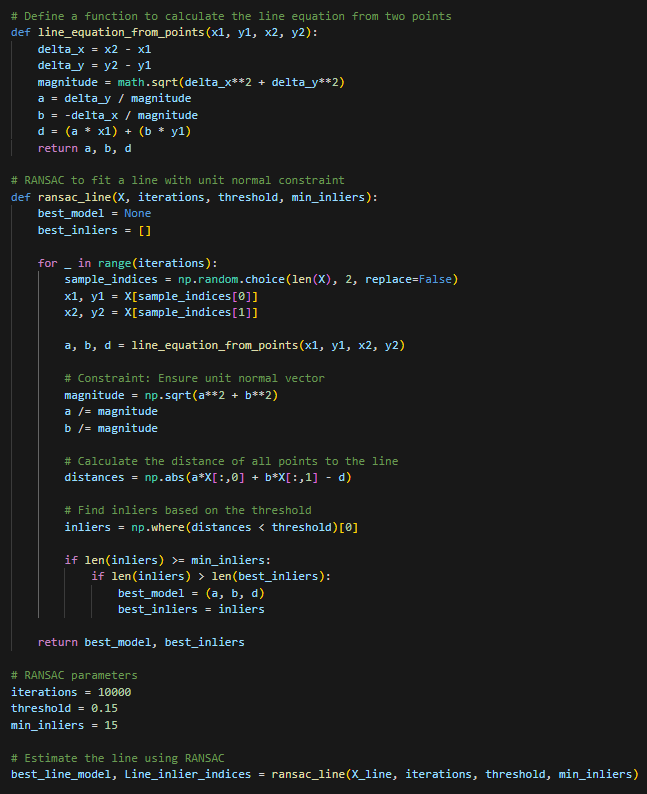 # Define a function to calculate the line equation from two points
def line_equation_from_points(x1, y1, x2, y2):
    delta_x = x2 - x1
    delta_y = y2 - y1
    magnitude = math.sqrt(delta_x**2 + delta_y**2)
    a = delta_y / magnitude
    b = -delta_x / magnitude
    d = (a * x1) + (b * y1)
    return a, b, d

# RANSAC to fit a line with unit normal constraint
def ransac_line(X, iterations, threshold, min_inliers):
    best_model = None
    best_inliers = []

    for _ in range(iterations):
        sample_indices = np.random.choice(len(X), 2, replace=False)
        x1, y1 = X[sample_indices[0]]
        x2, y2 = X[sample_indices[1]]

        a, b, d = line_equation_from_points(x1, y1, x2, y2)

        # Constraint: Ensure unit normal vector
        magnitude = np.sqrt(a**2 + b**2)
        a /= magnitude
        b /= magnitude

        # Calculate the distance of all points to the line
        distances = np.abs(a*X[:,0] + b*X[:,1] - d)

        # Find inliers based on the threshold
        inliers = np.where(distances < threshold)[0]

        if len(inliers) >= min_inliers:
            if len(inliers) > len(best_inliers):
                best_model = (a, b, d)
                best_inliers = inliers

    return best_model, best_inliers

# RANSAC parameters
iterations = 10000
threshold = 0.15
min_inliers = 15

# Estimate the line using RANSAC
best_line_model, Line_inlier_indices = ransac_line(X_line, iterations, threshold, min_inliers)